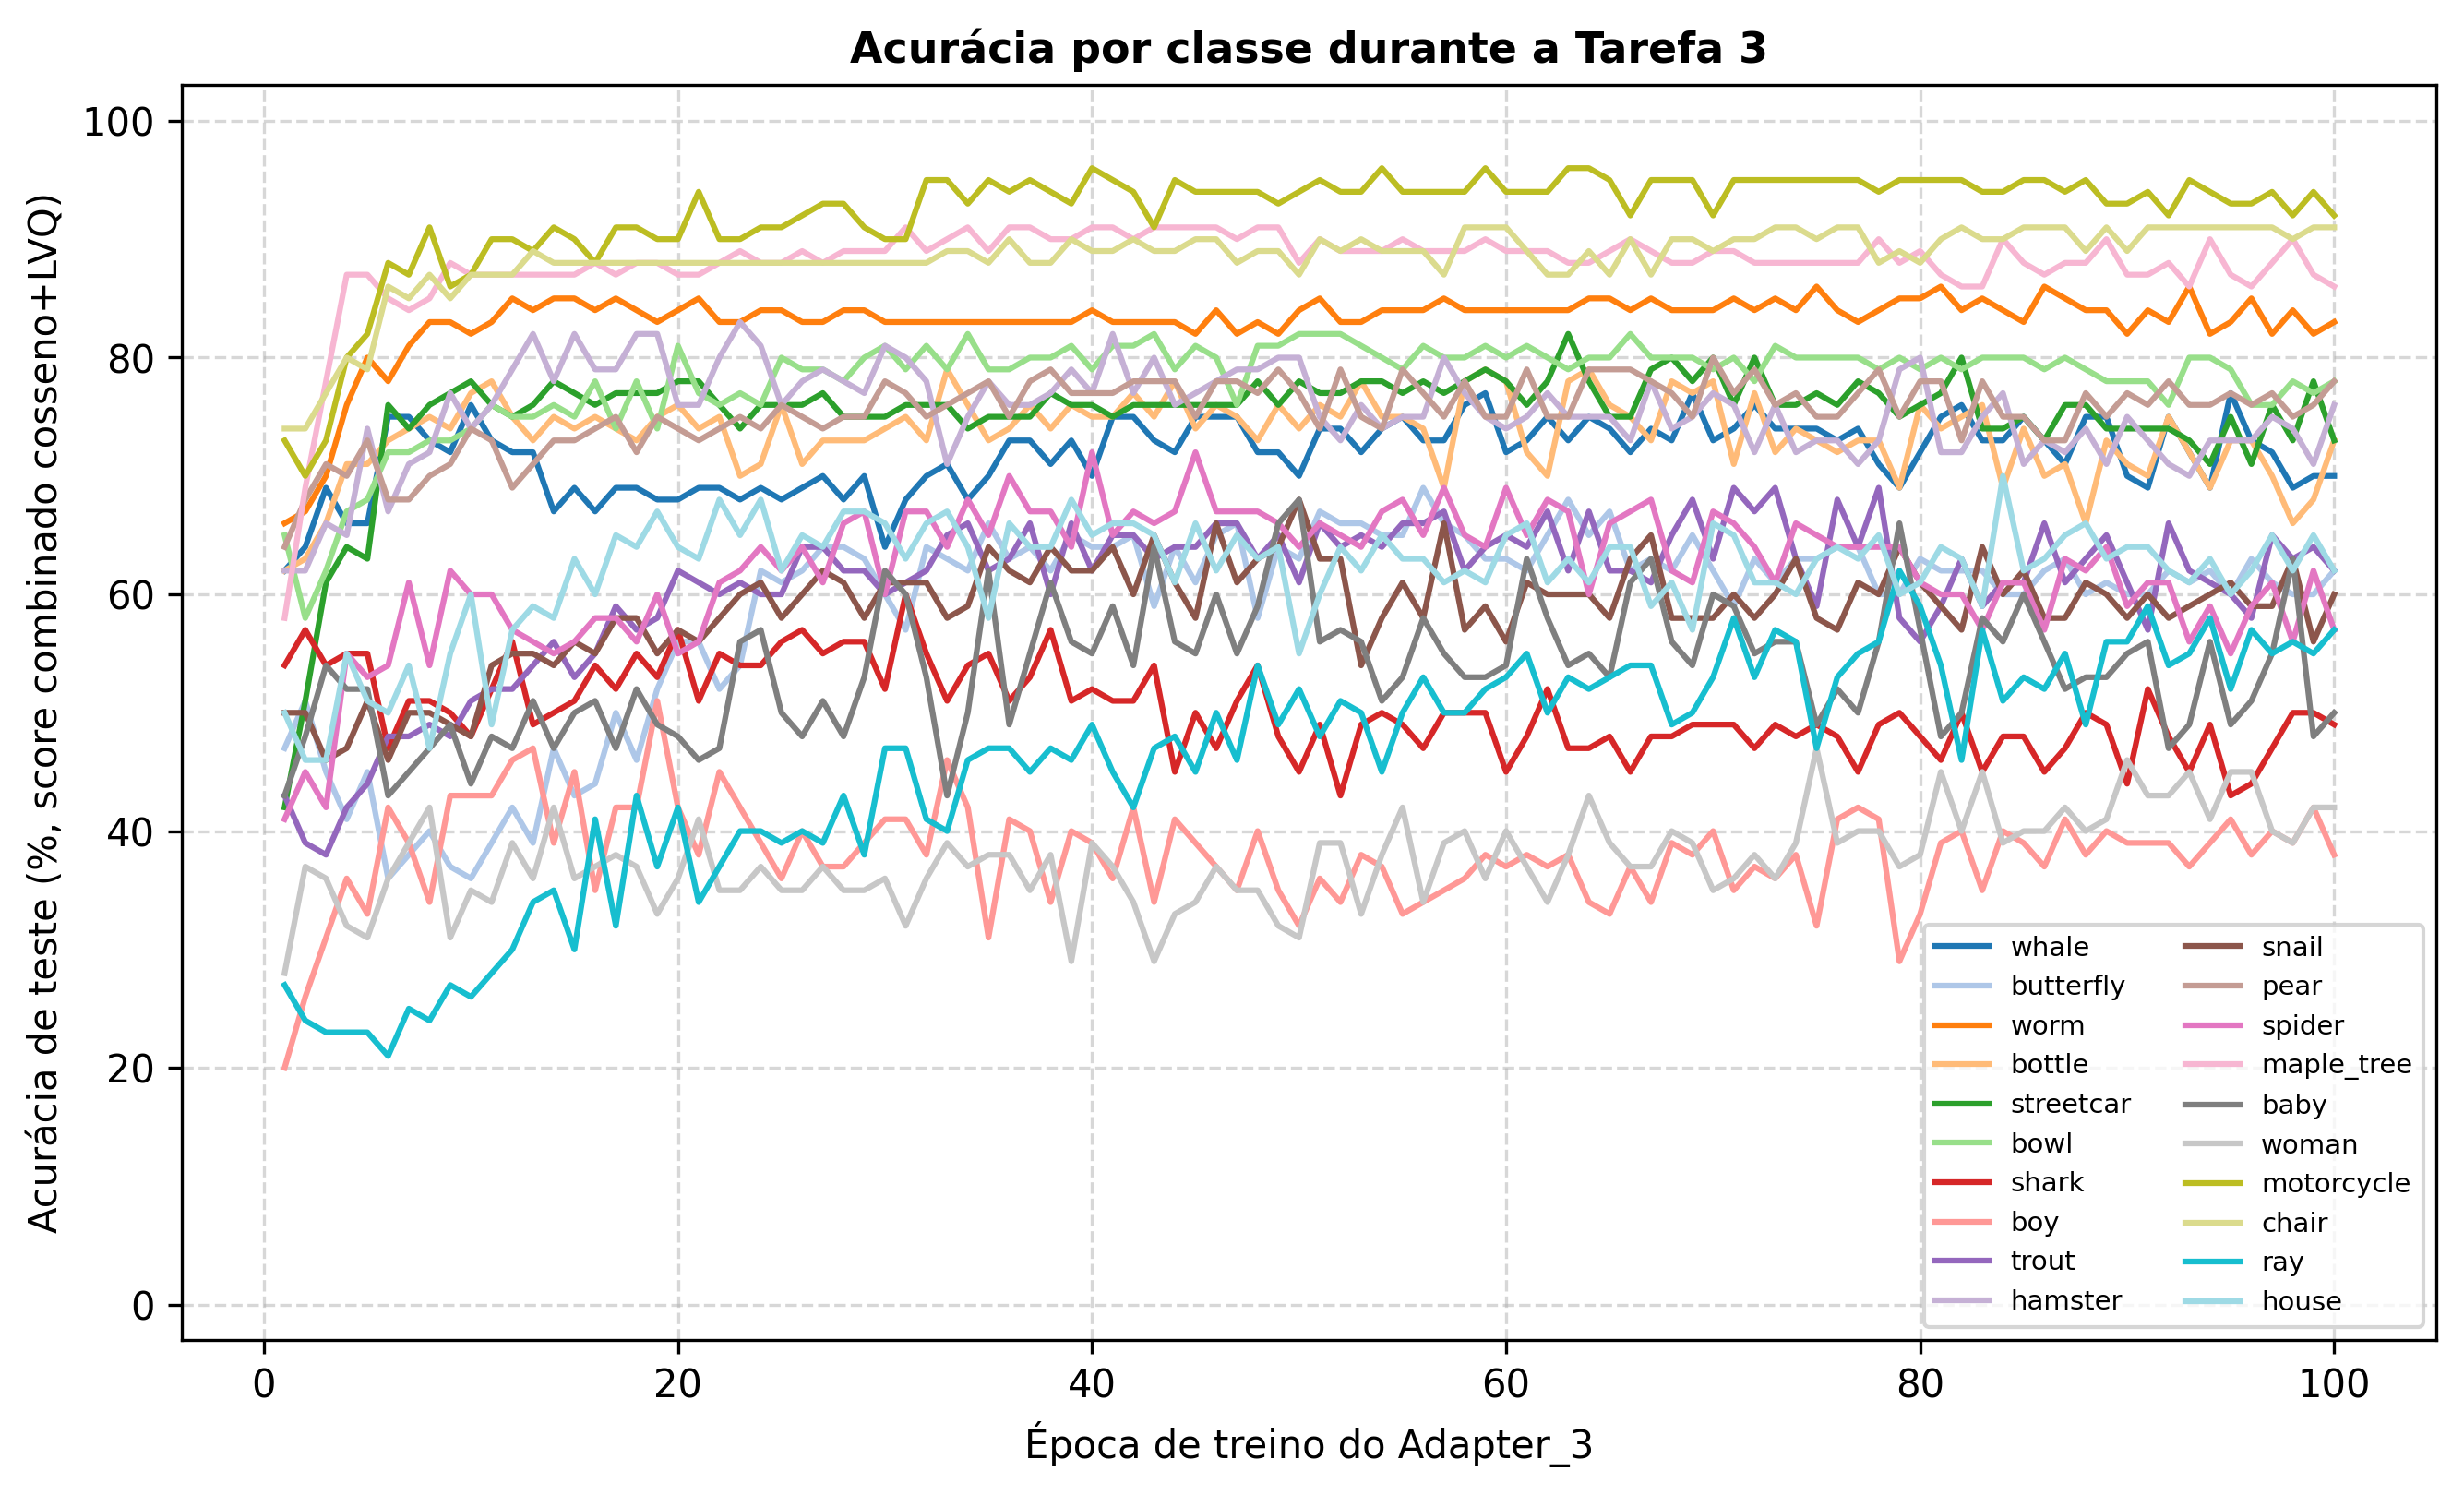 Acurácia por classe durante a Tarefa 3
Acurácia de teste (%, score combinado cosseno+LVQ)
100
80
60
40
20
0
0 20 40 60 80 100
Época de treino do Adapter_3
whale
butterfly
worm
bottle
streetcar
bowl
shark
boy
trout
hamster
snail
pear
spider
maple_tree
baby
woman
motorcycle
chair
ray
house